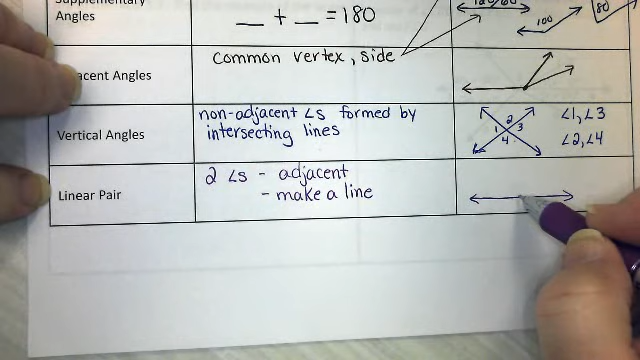 Angles
__ + __ = 180
100
80
common vertex, side
Angles
Vertical Angles
non-adjacent ∠s formed by
intersecting lines
1 2 3 4
∠1, ∠3
∠2, ∠4
Linear Pair
2 ∠s - adjacent
- make a line